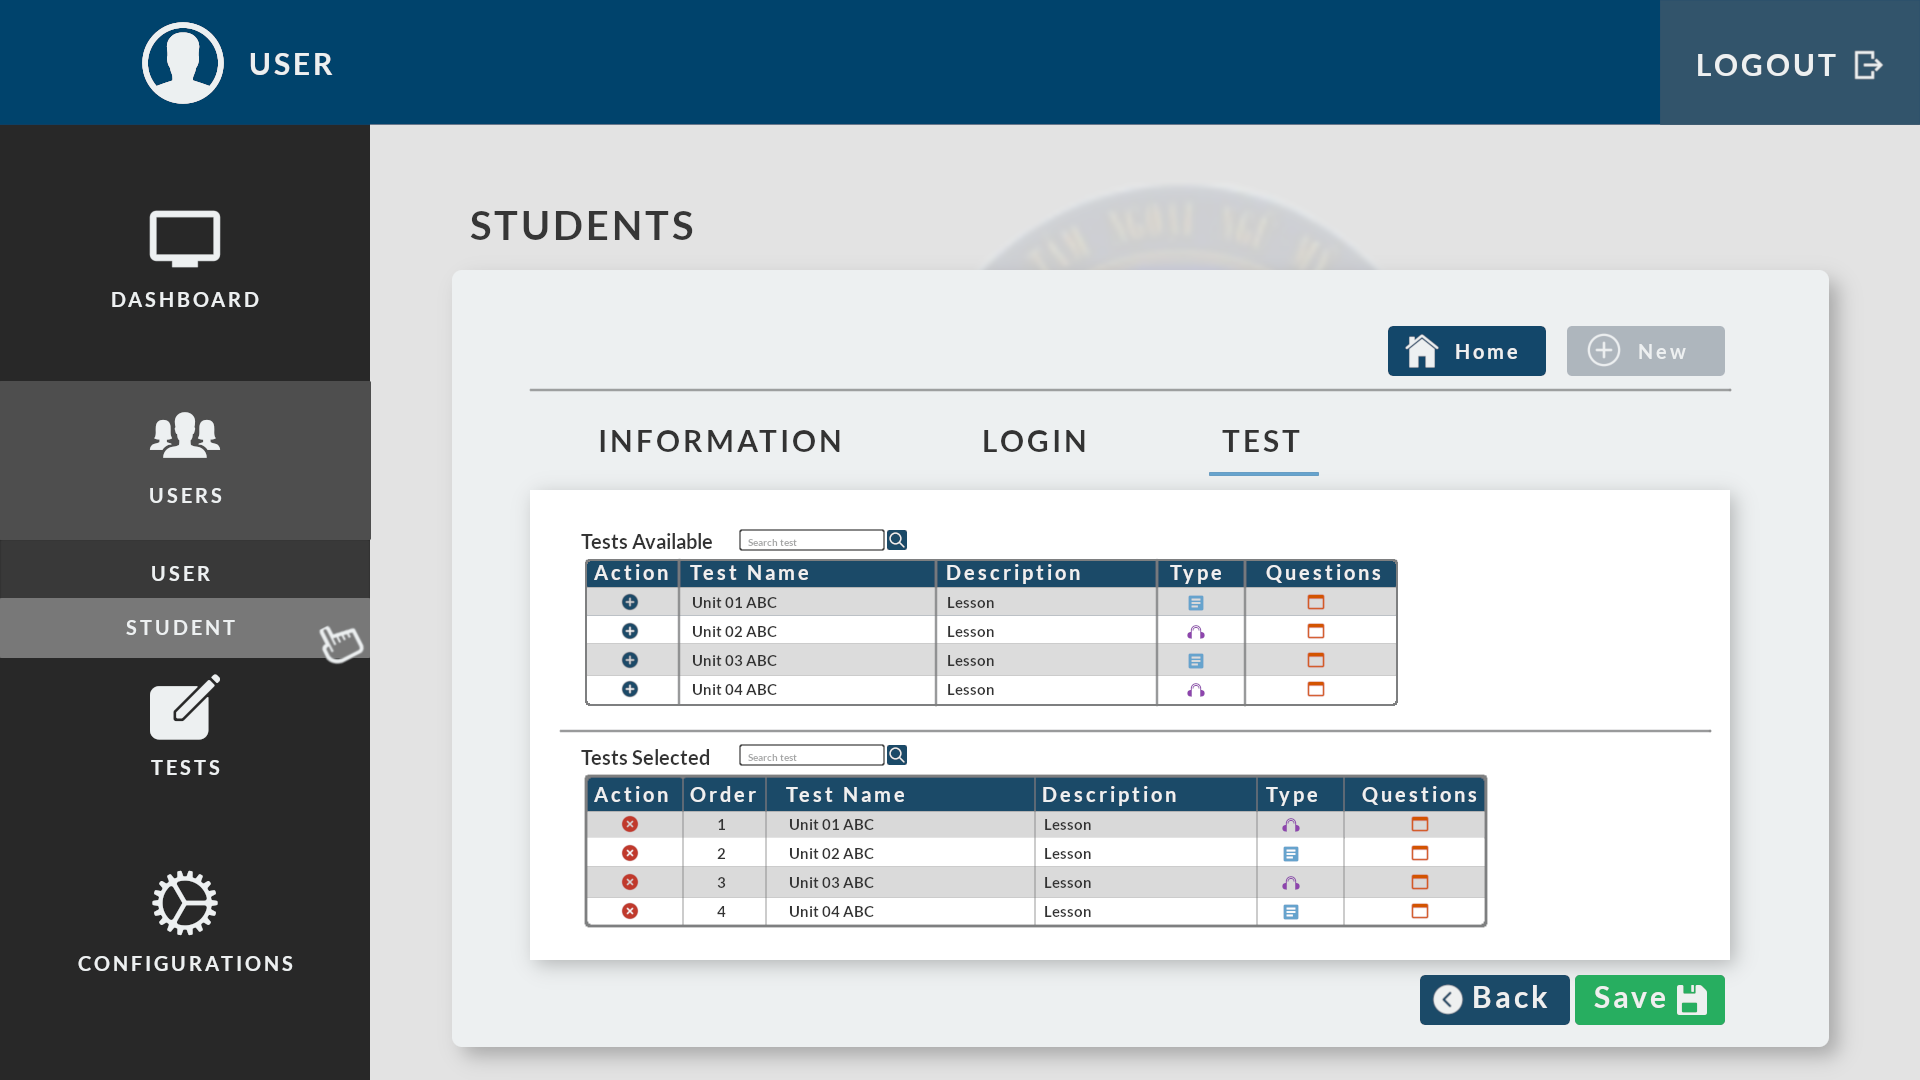 USER
LOGOUT
DASHBOARD
USERS
USER
STUDENT
TESTS
CONFIGURATIONS
STUDENTS
Home
New
INFORMATION LOGIN TEST
Tests Available Search test
Action Test Name Description Type Questions
Unit 01 ABC Lesson
Unit 02 ABC Lesson
Unit 03 ABC Lesson
Unit 04 ABC Lesson
Tests Selected Search test
Action Order Test Name Description Type Questions
1 Unit 01 ABC Lesson
2 Unit 02 ABC Lesson
3 Unit 03 ABC Lesson
4 Unit 04 ABC Lesson
Back Save